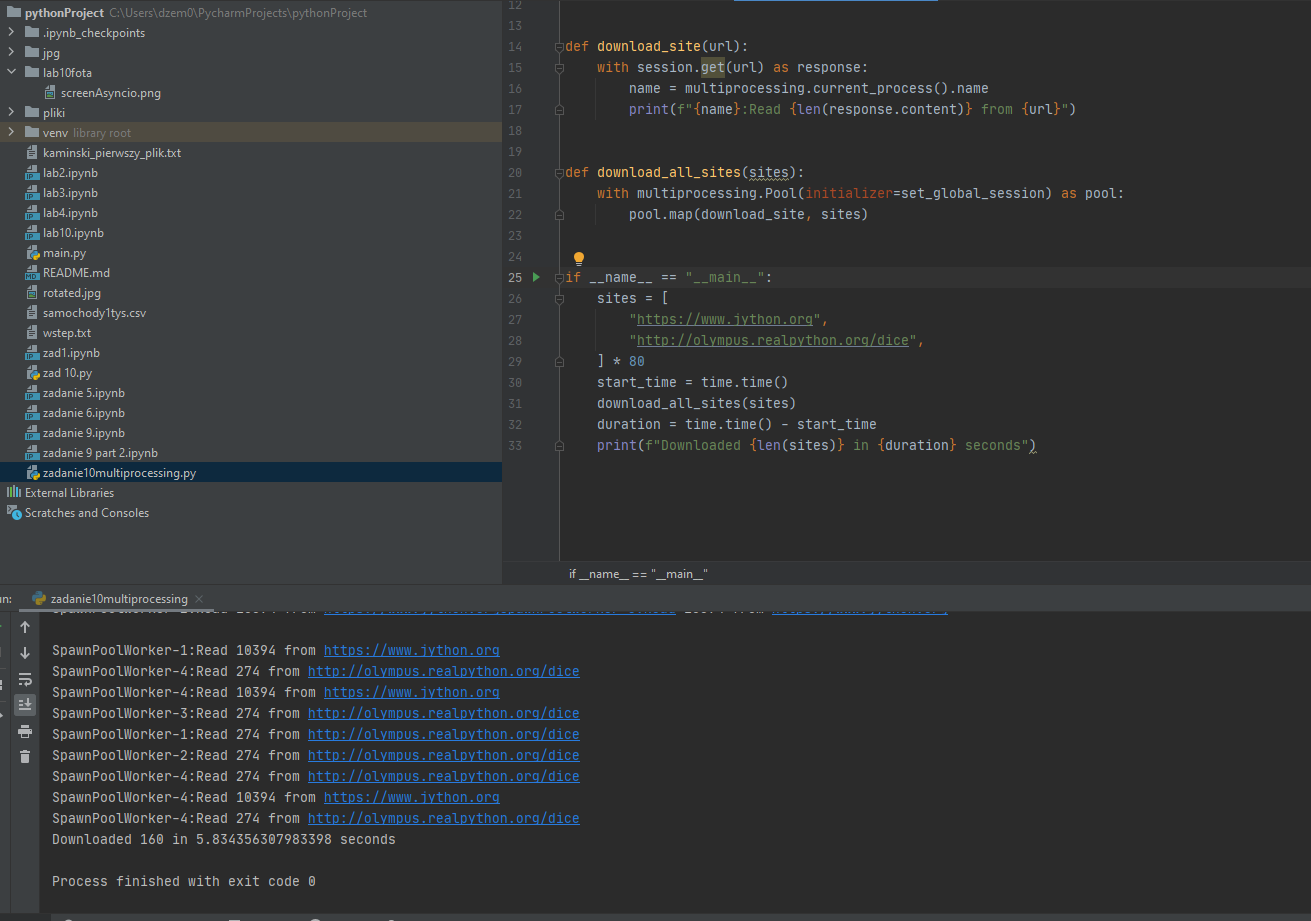 pythonProject C:\Users\dzem0\PycharmProjects\pythonProject
.ipynb_checkpoints
jpg
lab10fota
screenAsyncio.png
pliki
venv library root
kaminski_pierwszy_plik.txt
lab2.ipynb
lab3.ipynb
lab4.ipynb
lab10.ipynb
main.py
README.md
rotated.jpg
samochody1tys.csv
wstep.txt
zad1.ipynb
zad 10.py
zadanie 5.ipynb
zadanie 6.ipynb
zadanie 9.ipynb
zadanie 9 part 2.ipynb
zadanie10multiprocessing.py
External Libraries
Scratches and Consoles
12
13
14 def download_site(url):
15 with session.get(url) as response:
16 name = multiprocessing.current_process().name
17 print(f"{name}:Read {len(response.content)} from {url}")
18
19
20 def download_all_sites(sites):
21 with multiprocessing.Pool(initializer=set_global_session) as pool:
22 pool.map(download_site, sites)
23
24
25 if __name__ == "__main__":
26 sites = [
27 "https://www.jython.org",
28 "http://olympus.realpython.org/dice",
29 ] * 80
30 start_time = time.time()
31 download_all_sites(sites)
32 duration = time.time() - start_time
33 print(f"Downloaded {len(sites)} in {duration} seconds")
if __name__ == "__main__"
zadanie10multiprocessing
SpawnPoolWorker-1:Read 10394 from https://www.jython.org
SpawnPoolWorker-4:Read 274 from http://olympus.realpython.org/dice
SpawnPoolWorker-4:Read 10394 from https://www.jython.org
SpawnPoolWorker-3:Read 274 from http://olympus.realpython.org/dice
SpawnPoolWorker-1:Read 274 from http://olympus.realpython.org/dice
SpawnPoolWorker-2:Read 274 from http://olympus.realpython.org/dice
SpawnPoolWorker-4:Read 274 from http://olympus.realpython.org/dice
SpawnPoolWorker-4:Read 10394 from https://www.jython.org
SpawnPoolWorker-4:Read 274 from http://olympus.realpython.org/dice
Downloaded 160 in 5.834356307983398 seconds
Process finished with exit code 0